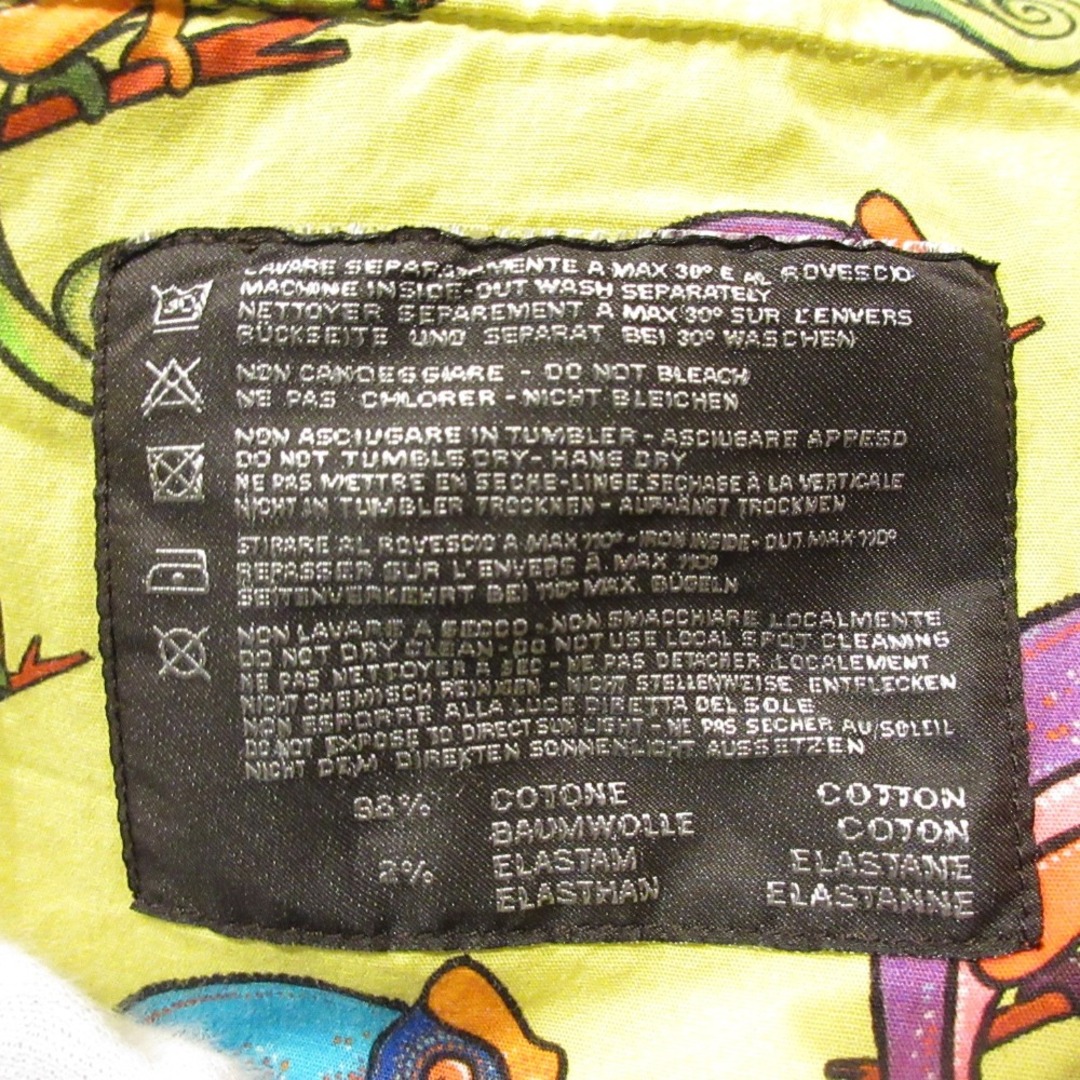 LAVARE SEPARATAMENTE A MAX 30° E AL ROVESCIO
MACHINE INSIDE-OUT WASH SEPARATELY
NETTOYER SEPAREMENT A MAX 30° SUR L'ENVERS
RÜCKSEITE UND SEPARAT BEI 30° WASCHEN
30
NON CANDEGGIARE - DO NOT BLEACH
NE PAS CHLORER - NICHT BLEICHEN
NON ASCIUGARE IN TUMBLER - ASCIUGARE APPESO
DO NOT TUMBLE DRY - HANG DRY
NE PAS METTRE EN SECHE-LINGE, SECHAGE À LA VERTICALE
NICHT IN TUMBLER TROCKNEN - AUFHÄNGT TROCKNEN
STIRARE AL ROVESCIO A MAX 110° - IRON INSIDE-OUT MAX 110°
REPASSER SUR L'ENVERS À MAX 110°
SEITENVERKEHRT BEI 110° MAX. BÜGELN
NON LAVARE A SECCO - NON SMACCHIARE LOCALMENTE
DO NOT DRY CLEAN - DO NOT USE LOCAL SPOT CLEANING
NE PAS NETTOYER À SEC - NE PAS DETACHER LOCALEMENT
NICHT CHEMISCH REINIGEN - NICHT STELLENWEISE ENTFLECKEN
NON ESPORRE ALLA LUCE DIRETTA DEL SOLE
DO NOT EXPOSE TO DIRECT SUN LIGHT - NE PAS SECHER AU SOLEIL
NICHT DEM DIREKTEN SONNENLICHT AUSSETZEN
98% COTONE COTTON
BAUMWOLLE COTON
2% ELASTAM ELASTANE
ELASTHAN ELASTANNE